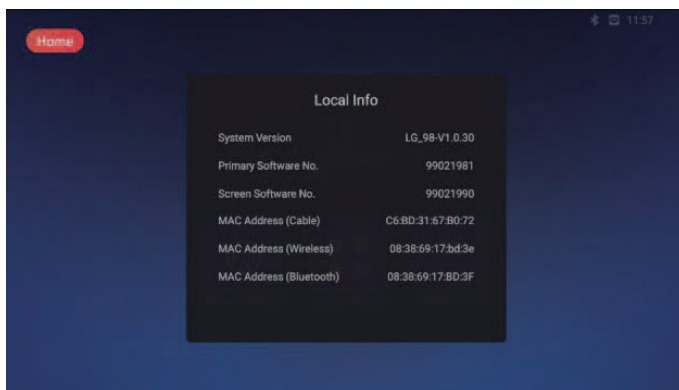 11:57
Home
Local Info
System Version LG_98-V1.0.30
Primary Software No. 99021981
Screen Software No. 99021990
MAC Address (Cable) C6:BD:31:67:B0:72
MAC Address (Wireless) 08:38:69:17:bd:3e
MAC Address (Bluetooth) 08:38:69:17:BD:3F